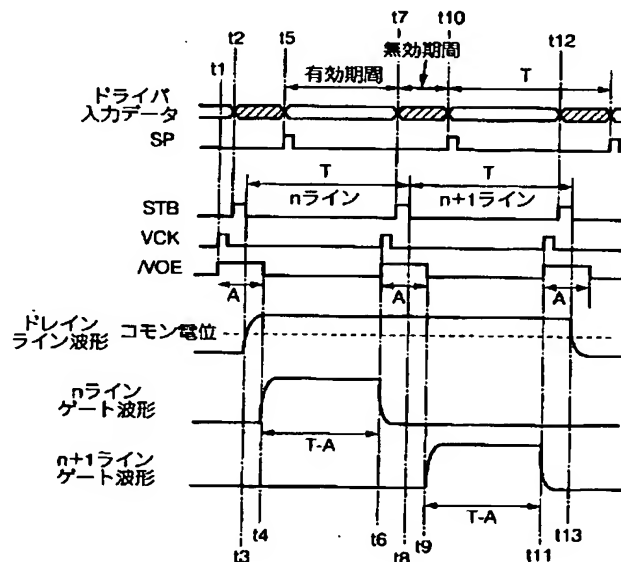 t7 t10
t2 t5 無効期間 t12
t1 有効期間 T
ドライバ
入力データ
SP
T T
STB nライン n+1ライン
VCK
/VOE
A A A
ドレイン
ライン波形 コモン電位
nライン
ゲート波形
T-A
n+1ライン
ゲート波形
T-A
t4 t6 t9 t13
t3 t8 t11